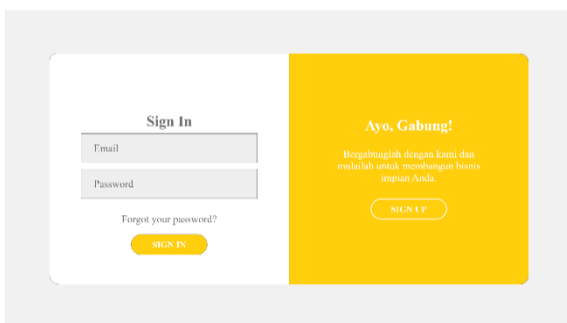 Sign In
Email
Password
Forgot your password?
SIGN IN
Ayo, Gabung!
Bergabunglah dengan kami dan
mulailah untuk membangun bisnis
impian Anda.
SIGN UP